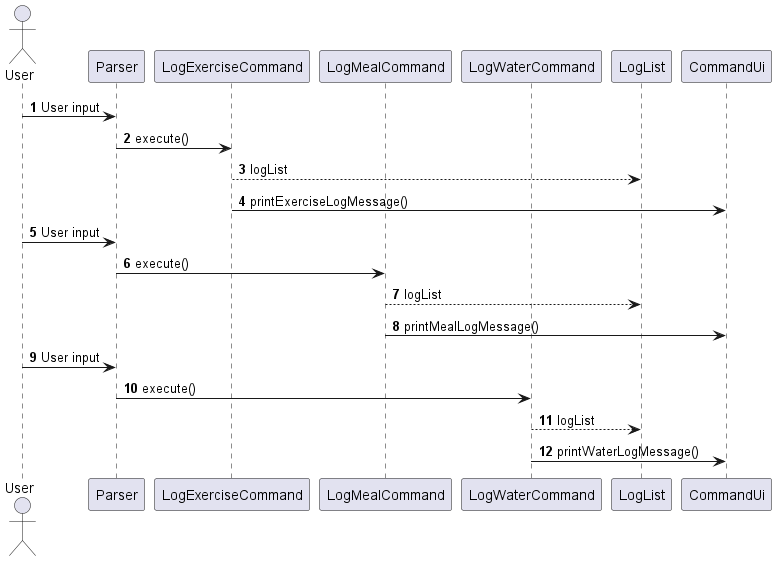 User
Parser
LogExerciseCommand
LogMealCommand
LogWaterCommand
LogList
CommandUi
1 User input
2 execute()
3 logList
4 printExerciseLogMessage()
5 User input
6 execute()
7 logList
8 printMealLogMessage()
9 User input
10 execute()
11 logList
12 printWaterLogMessage()
User
Parser
LogExerciseCommand
LogMealCommand
LogWaterCommand
LogList
CommandUi